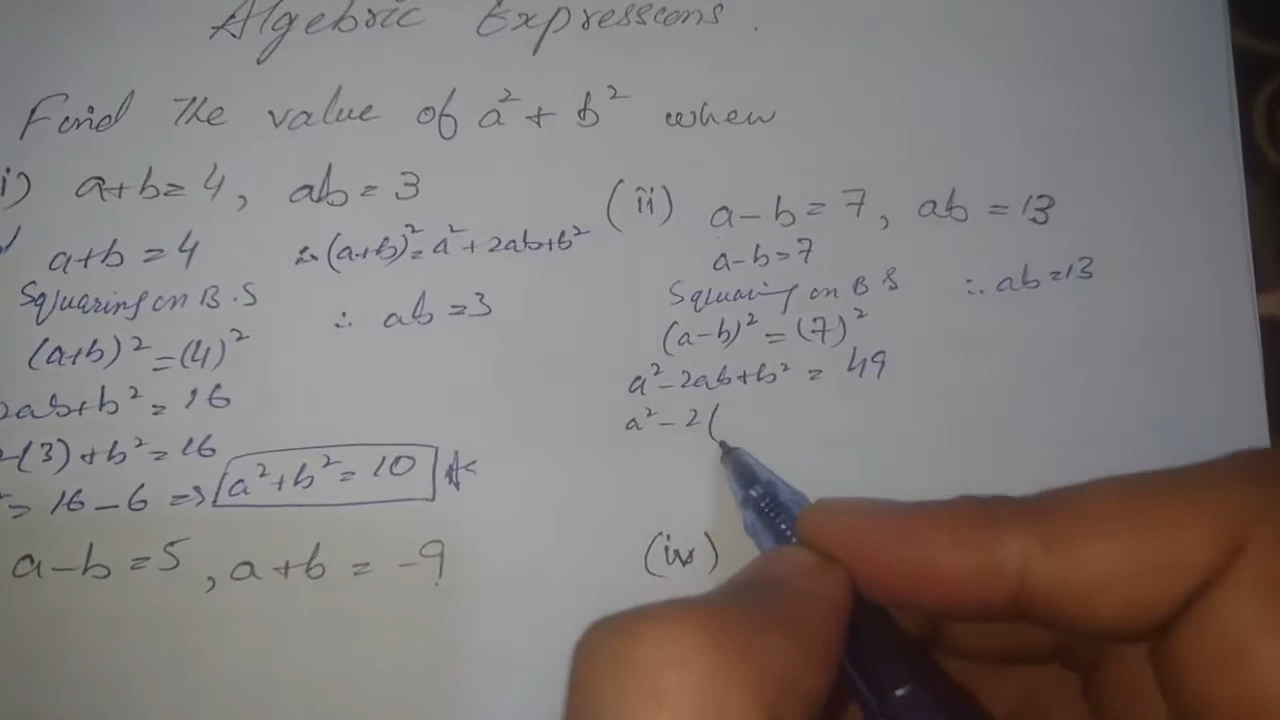 Algebric Expressions.
Find The value of a² + b² when
i) a+b=4, ab=3
a+b=4 ∴ (a+b)²=a²+2ab+b²
Squaring on B.S
∴ ab=3
(a+b)²=(4)²
2ab+b²=16
(3)+b²=16
=16-6 ⇒ a²+b²=10
a-b=5, a+b=-9
(ii) a-b=7, ab=13
a-b=7
Squaring on B S ∴ ab=13
(a-b)²=(7)²
a²-2ab+b²=49
a²-2(
(iv)